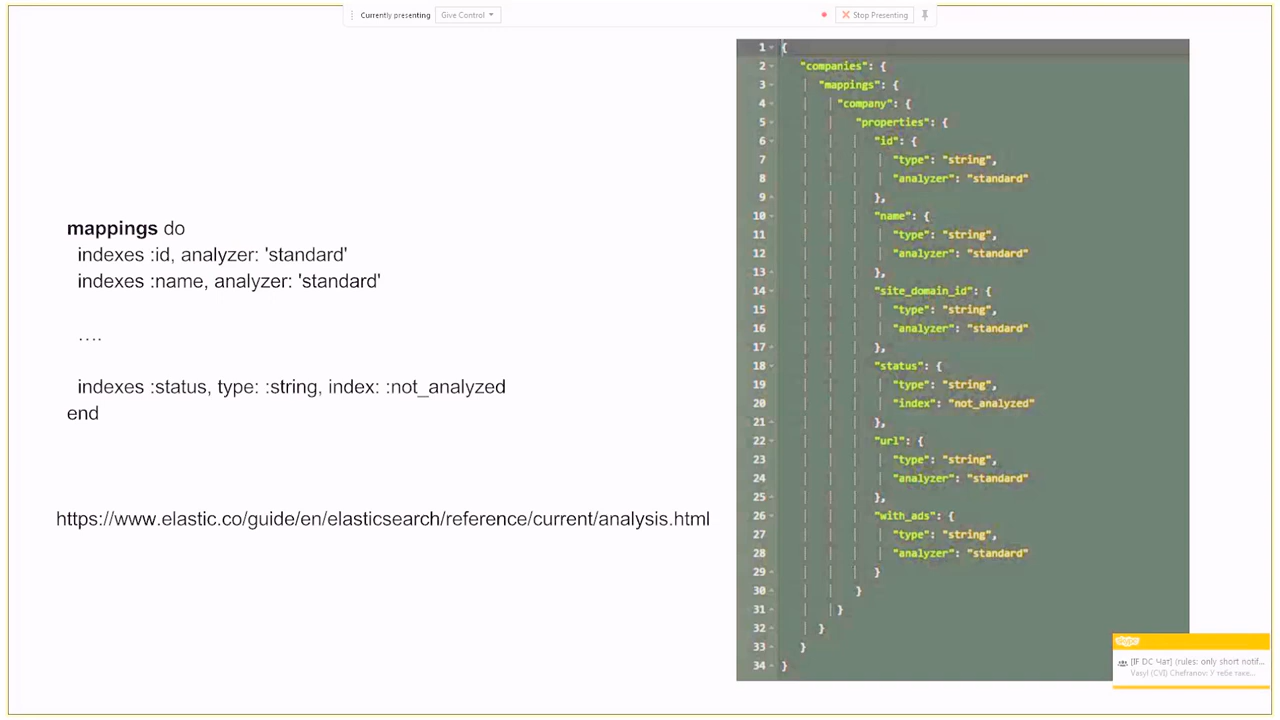 Currently presenting
Give Control
Stop Presenting
mappings do
indexes :id, analyzer: 'standard'
indexes :name, analyzer: 'standard'
....
indexes :status, type: :string, index: :not_analyzed
end
https://www.elastic.co/guide/en/elasticsearch/reference/current/analysis.html
1 {
2 "companies": {
3 "mappings": {
4 "company": {
5 "properties": {
6 "id": {
7 "type": "string",
8 "analyzer": "standard"
9 },
10 "name": {
11 "type": "string",
12 "analyzer": "standard"
13 },
14 "site_domain_id": {
15 "type": "string",
16 "analyzer": "standard"
17 },
18 "status": {
19 "type": "string",
20 "index": "not_analyzed"
21 },
22 "url": {
23 "type": "string",
24 "analyzer": "standard"
25 },
26 "with_ads": {
27 "type": "string",
28 "analyzer": "standard"
29 }
30 }
31 }
32 }
33 }
34 }
skype
[IF DC Чат] (rules: only short notif...
Vasyl (CVI) Chefranov: У тебе таке...